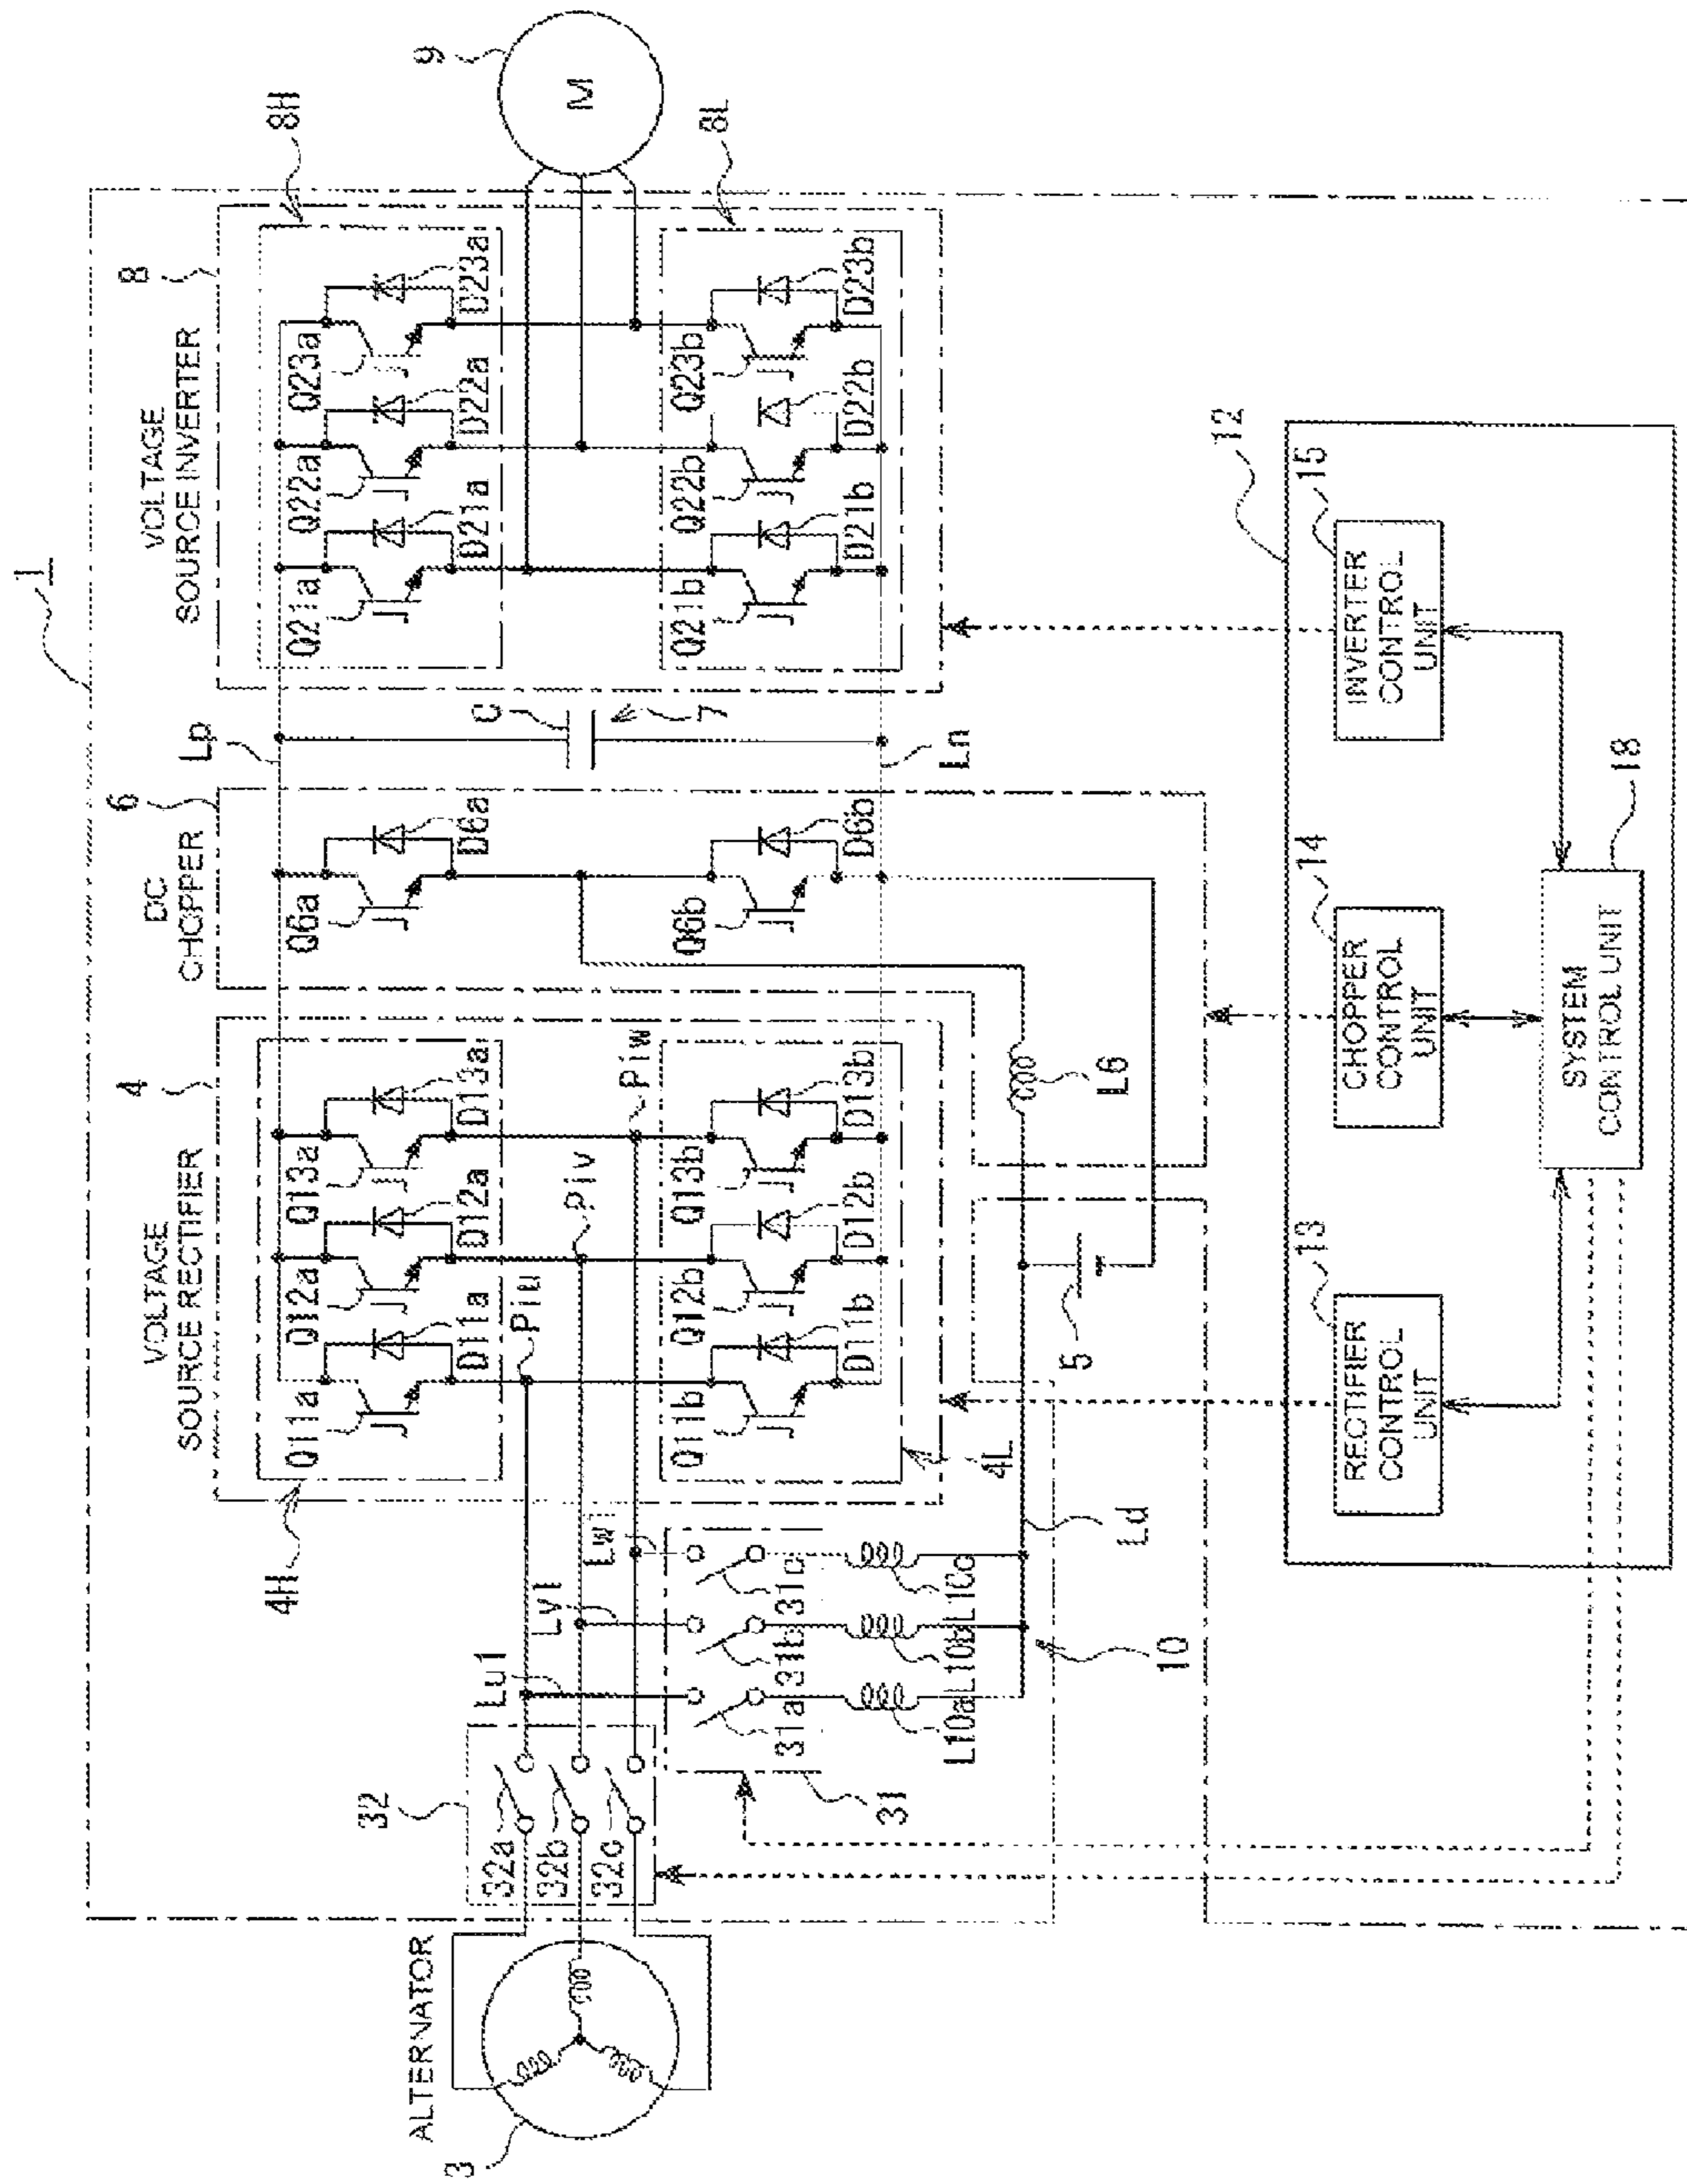 1
VOLTAGE
SOURCE RECTIFIER
4
DC
CHOPPER
6
VOLTAGE
SOURCE INVERTER
8
Lp
4H
Q11a
Q12a
Q13a
D11a
D12a
D13a
Q6a
D6a
Q21a
Q22a
Q23a
D21a
D22a
D23a
8H
ALTERNATOR
3
32
32a
32b
32c
Lu1
Lv1
Lw1
Piu
Piv
Piw
C
7
9
M
Q11b
Q12b
Q13b
D11b
D12b
D13b
4L
Q6b
D6b
Ln
Q21b
Q22b
Q23b
D21b
D22b
D23b
8L
31a
31b
31c
31
L10a
L10b
L10c
10
Ld
5
L6
12
13
RECTIFIER
CONTROL
UNIT
14
CHOPPER
CONTROL
UNIT
15
INVERTER
CONTROL
UNIT
18
SYSTEM
CONTROL UNIT